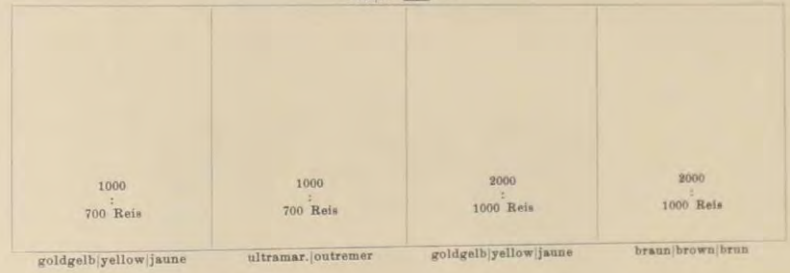 1000
:
700 Reis
1000
:
700 Reis
2000
:
1000 Reis
2000
:
1000 Reis
goldgelb|yellow|jaune
ultramar.|outremer
goldgelb|yellow|jaune
braun|brown|brun